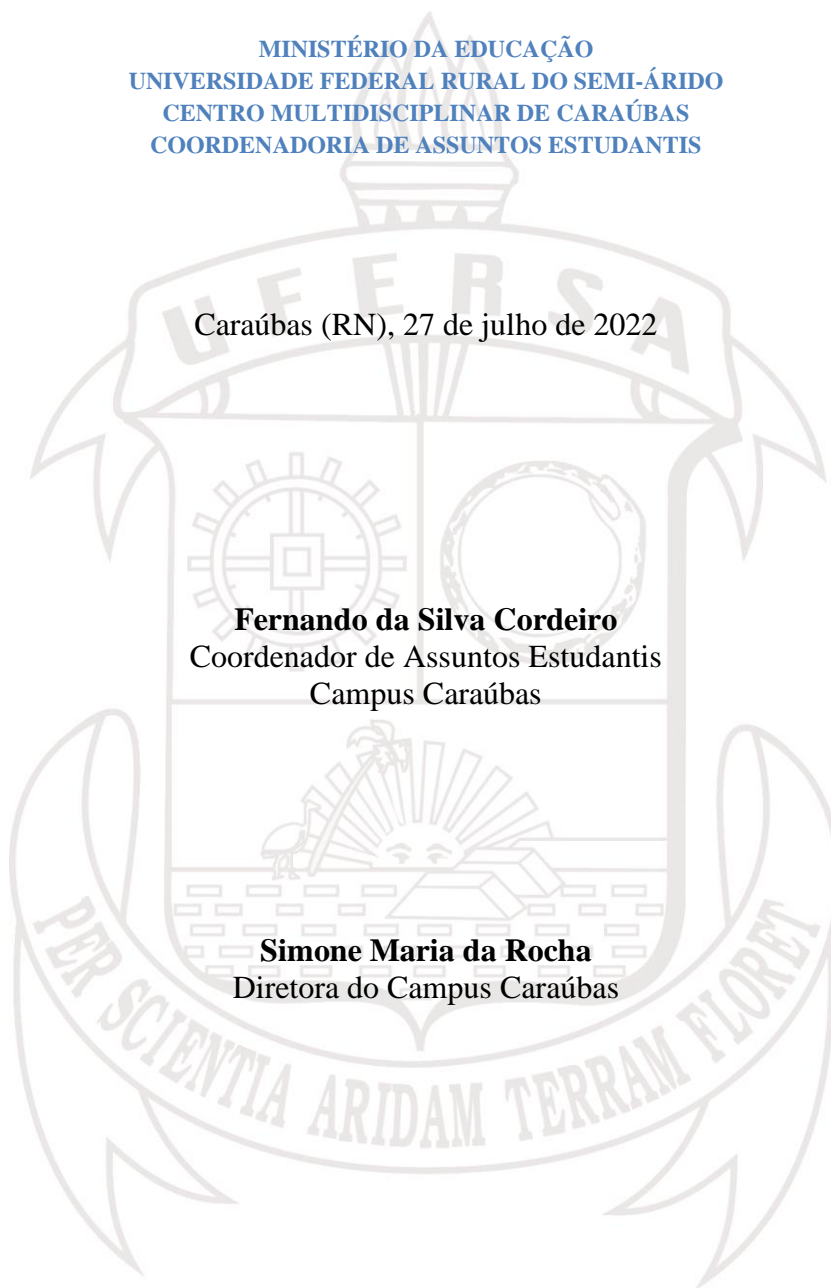 MINISTÉRIO DA EDUCAÇÃO
UNIVERSIDADE FEDERAL RURAL DO SEMI-ÁRIDO
CENTRO MULTIDISCIPLINAR DE CARAÚBAS
COORDENADORIA DE ASSUNTOS ESTUDANTIS
UFERSA
Caraúbas (RN), 27 de julho de 2022
Fernando da Silva Cordeiro
Coordenador de Assuntos Estudantis
Campus Caraúbas
Simone Maria da Rocha
Diretora do Campus Caraúbas
PER SCIENTIA ARIDAM TERRAM FLORET